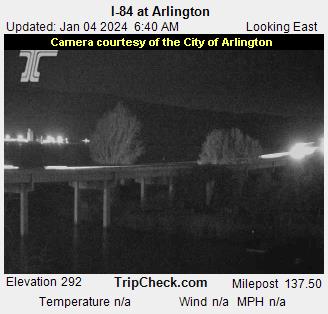 I-84 at Arlington
Updated: Jan 04 2024 6:40 AM Looking East
Camera courtesy of the City of Arlington
Elevation 292 TripCheck.com Milepost 137.50
Temperature n/a Wind n/a MPH n/a